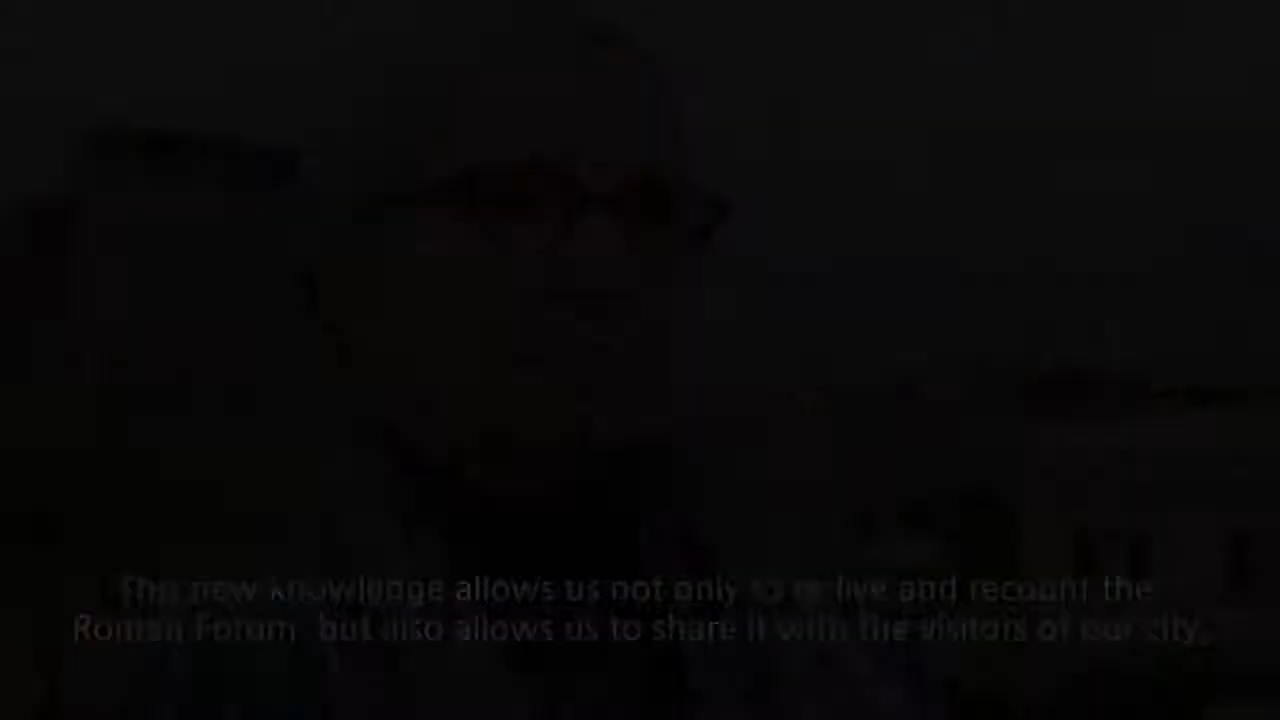 This new knowledge allows us not only to re-live and recount the
Roman Forum, but also allows us to share it with the visitors of our city.